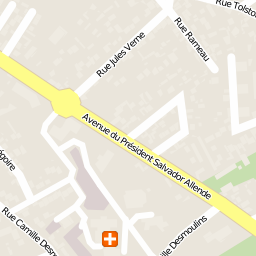 Rue Tolsto
Rue Rameau
Rue Jules Verne
Avenue du Président Salvador Allende
égoire
Rue Camille Desm
ille Desmoulins